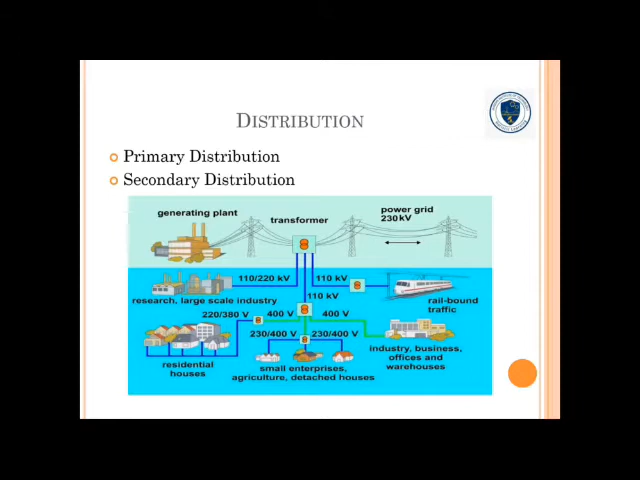 DISTRIBUTION
Primary Distribution
Secondary Distribution
generating plant
transformer
power grid
230kV
110/220 kV
110 kV
research, large scale industry
110 kV
rail-bound
traffic
220/380 V
400 V
400 V
230/400 V
230/400 V
residential
houses
small enterprises,
agriculture, detached houses
industry, business,
offices and
warehouses